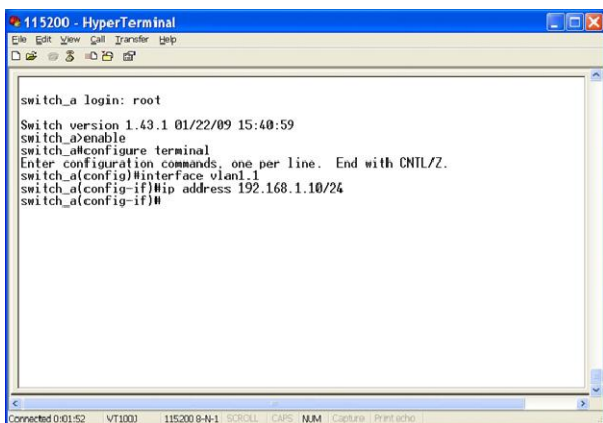 115200 - HyperTerminal
File Edit View Call Transfer Help
switch_a login: root
Switch version 1.43.1 01/22/09 15:40:59
switch_a>enable
switch_a#configure terminal
Enter configuration commands, one per line.  End with CNTL/Z.
switch_a(config)#interface vlan1.1
switch_a(config-if)#ip address 192.168.1.10/24
switch_a(config-if)#
Connected 0:01:52 VT100J 115200 8-N-1 SCROLL CAPS NUM Capture Print echo